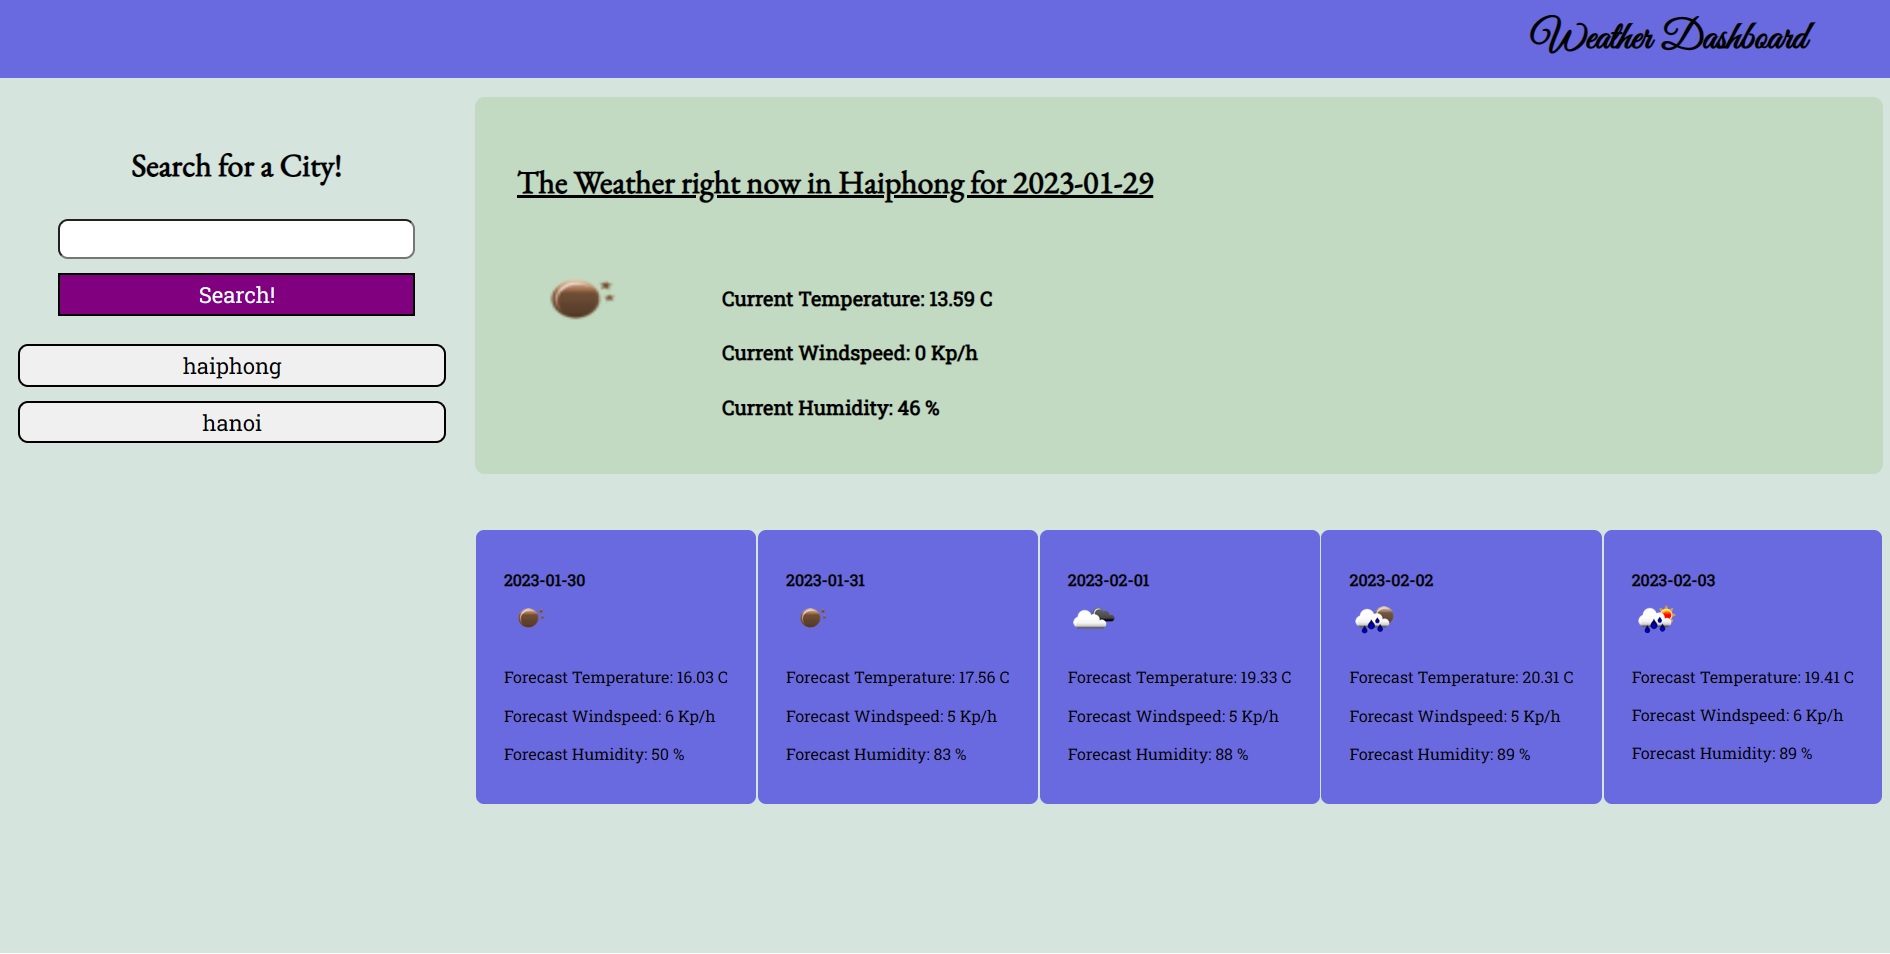 Weather Dashboard
Search for a City!
Search!
haiphong
hanoi
The Weather right now in Haiphong for 2023-01-29
Current Temperature: 13.59 C
Current Windspeed: 0 Kp/h
Current Humidity: 46 %
2023-01-30
Forecast Temperature: 16.03 C
Forecast Windspeed: 6 Kp/h
Forecast Humidity: 50 %
2023-01-31
Forecast Temperature: 17.56 C
Forecast Windspeed: 5 Kp/h
Forecast Humidity: 83 %
2023-02-01
Forecast Temperature: 19.33 C
Forecast Windspeed: 5 Kp/h
Forecast Humidity: 88 %
2023-02-02
Forecast Temperature: 20.31 C
Forecast Windspeed: 5 Kp/h
Forecast Humidity: 89 %
2023-02-03
Forecast Temperature: 19.41 C
Forecast Windspeed: 6 Kp/h
Forecast Humidity: 89 %